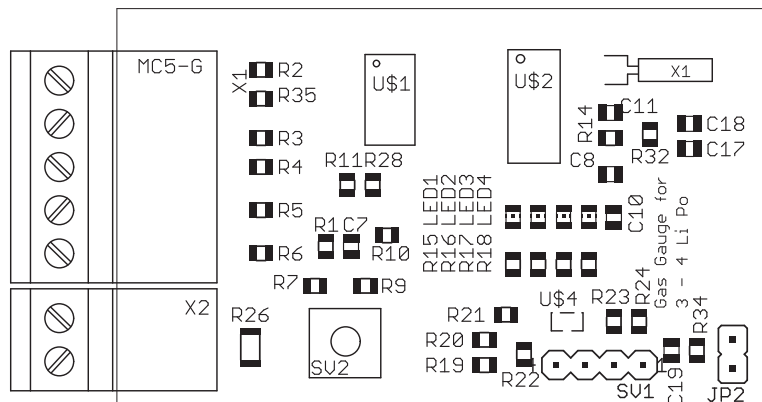 MC5-G
X1
R2
R35
R3
R4
R5
R6
U$1
U$2
X1
C11
R14
C18
R32
C17
C8
R11
R28
LED1
LED2
LED3
LED4
C10
R1
C7
R10
R15
R16
R17
R18
Gas Gauge for
3 - 4 Li Po
R7
R9
X2
R26
SV2
R21
U$4
R23
R24
R20
R19
R22
1
SV1
C19
R34
JP2